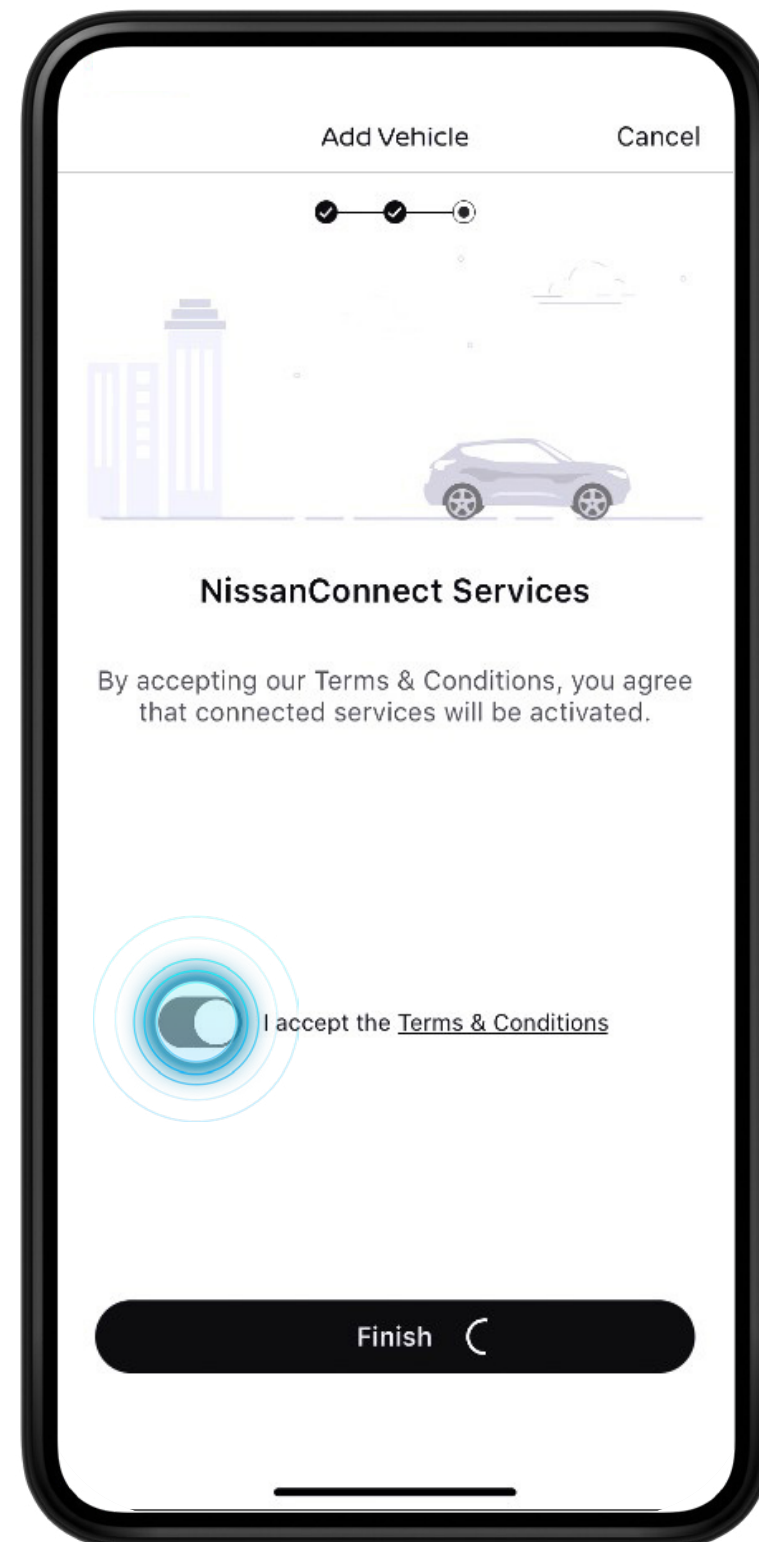 Add Vehicle Cancel
NissanConnect Services
By accepting our Terms & Conditions, you agree
that connected services will be activated.
I accept the Terms & Conditions
Finish